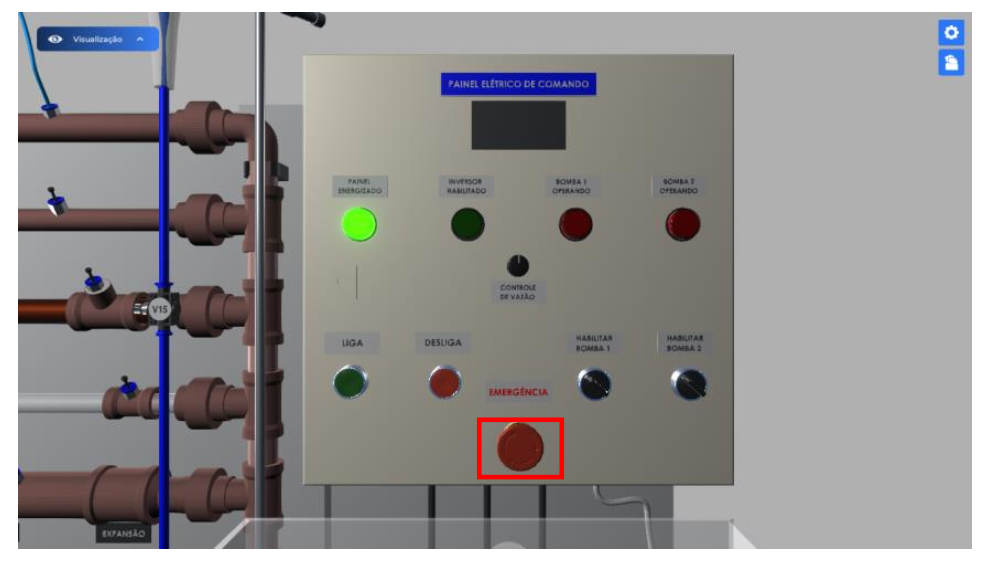 Visualização
PAINEL ELÉTRICO DE COMANDO
PAINEL
ENERGIZADO
INVERSOR
HABILITADO
BOMBA 1
OPERANDO
BOMBA 2
OPERANDO
CONTROLE
DE VAZÃO
V15
LIGA
DESLIGA
HABILITAR
BOMBA 1
HABILITAR
BOMBA 2
EMERGÊNCIA
EXPANSÃO